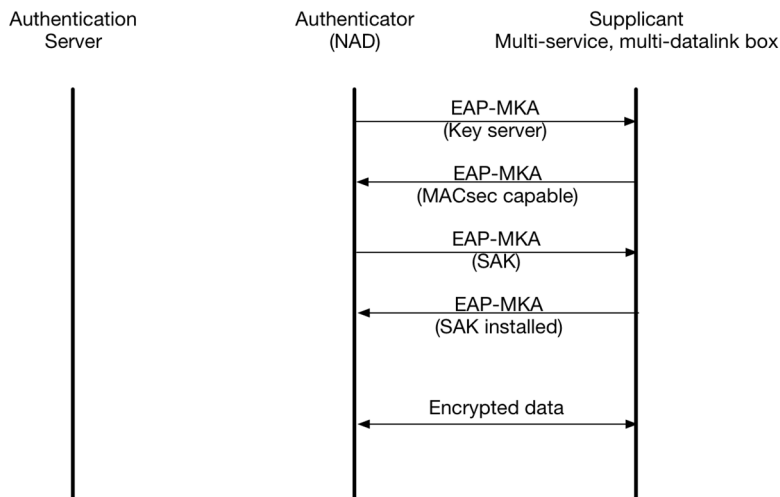 Authentication
Server
Authenticator
(NAD)
Supplicant
Multi-service, multi-datalink box
EAP-MKA
(Key server)
EAP-MKA
(MACsec capable)
EAP-MKA
(SAK)
EAP-MKA
(SAK installed)
Encrypted data